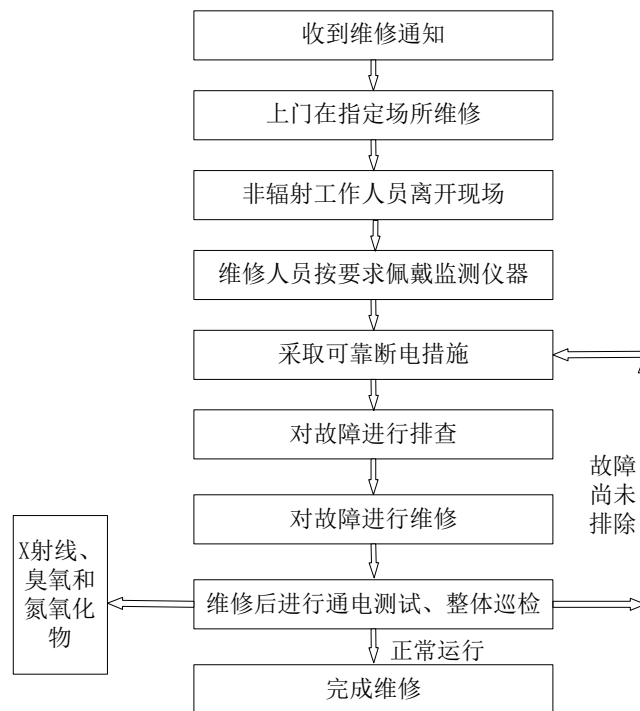 收到维修通知
上门在指定场所维修
非辐射工作人员离开现场
维修人员按要求佩戴监测仪器
采取可靠断电措施
对故障进行排查
故障
尚未
排除
对故障进行维修
X射线、
臭氧和
氮氧化
物
维修后进行通电测试、整体巡检
正常运行
完成维修